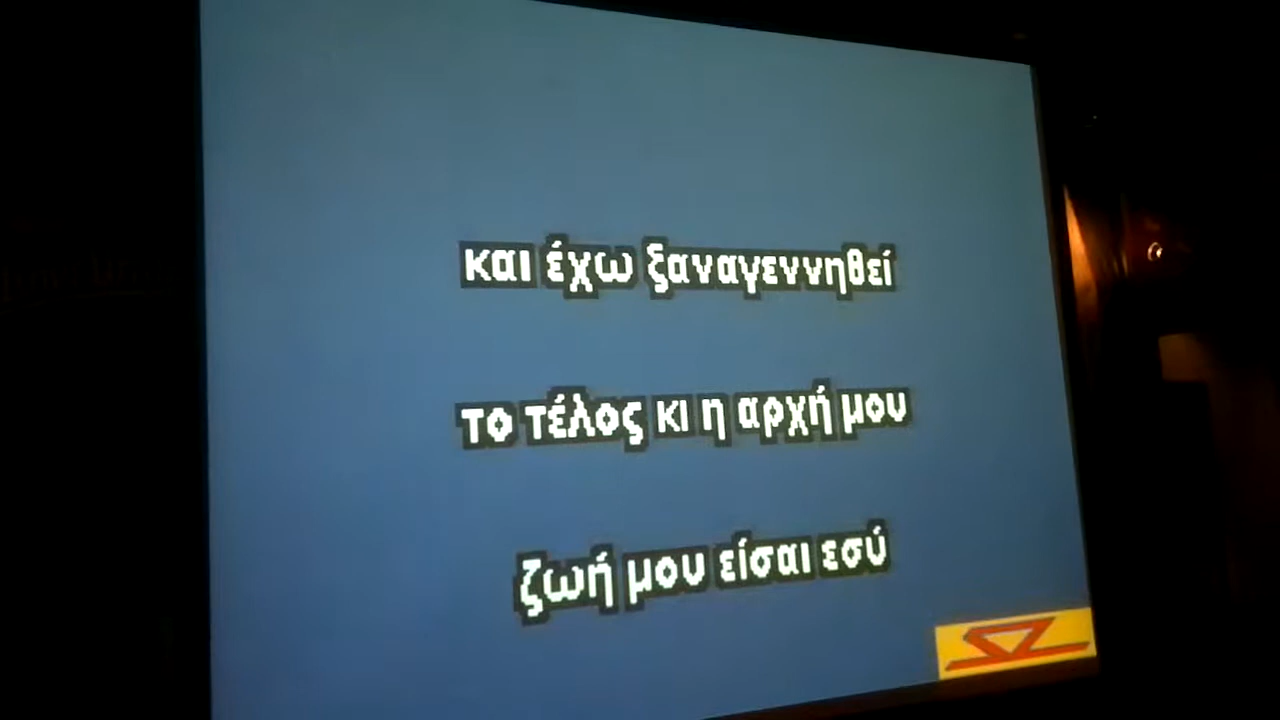 και έχω ξαναγεννηθεί
το τέλος κι η αρχή μου
ζωή μου είσαι εσύ